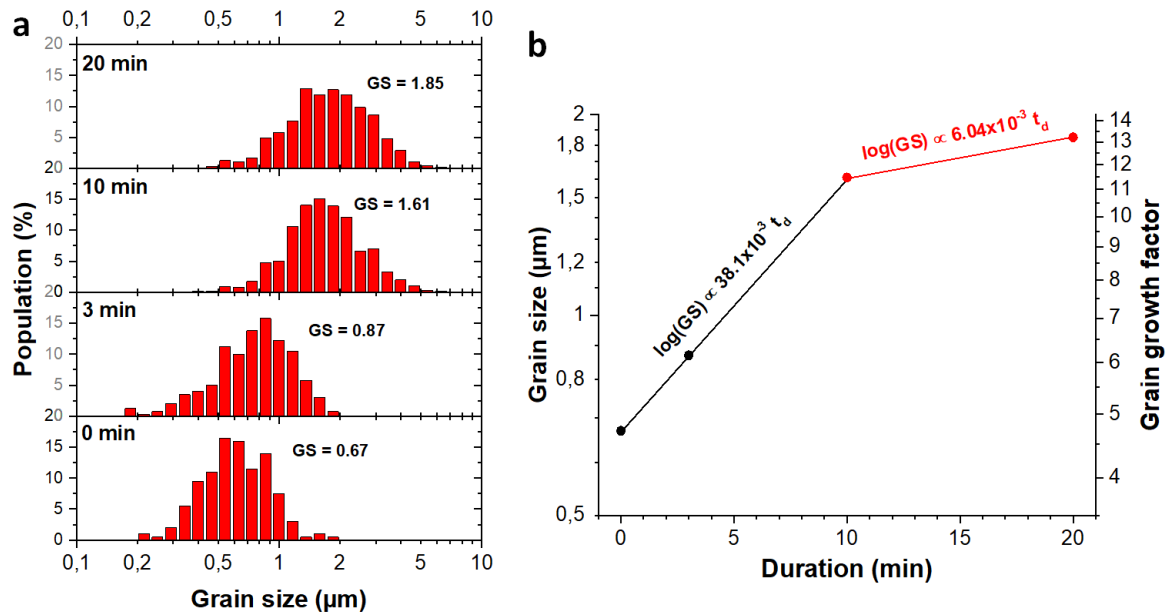 a
0,1 0,2 0,5 1 2 5 10
20
20 min
GS = 1.85
15
10
5
20
10 min
GS = 1.61
15
10
5
20
3 min
GS = 0.87
15
10
5
20
0 min
GS = 0.67
15
10
5
0
Population (%)
0,1 0,2 0,5 1 2 5 10
Grain size (µm)
b
2
1,8
1,5
1,2
1
0,8
0,5
Grain size (µm)
log(GS) ∝ 38.1x10⁻³ t_d
log(GS) ∝ 6.04x10⁻³ t_d
14
13
12
11
10
9
8
7
6
5
4
Grain growth factor
0 5 10 15 20
Duration (min)